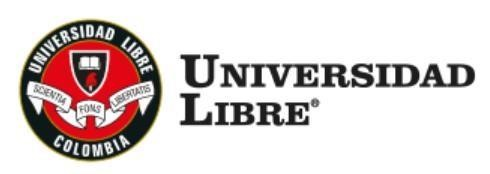 UNIVERSIDAD LIBRE
SCIENTIA
FONS
LIBERTATIS
COLOMBIA
UNIVERSIDAD
LIBRE®